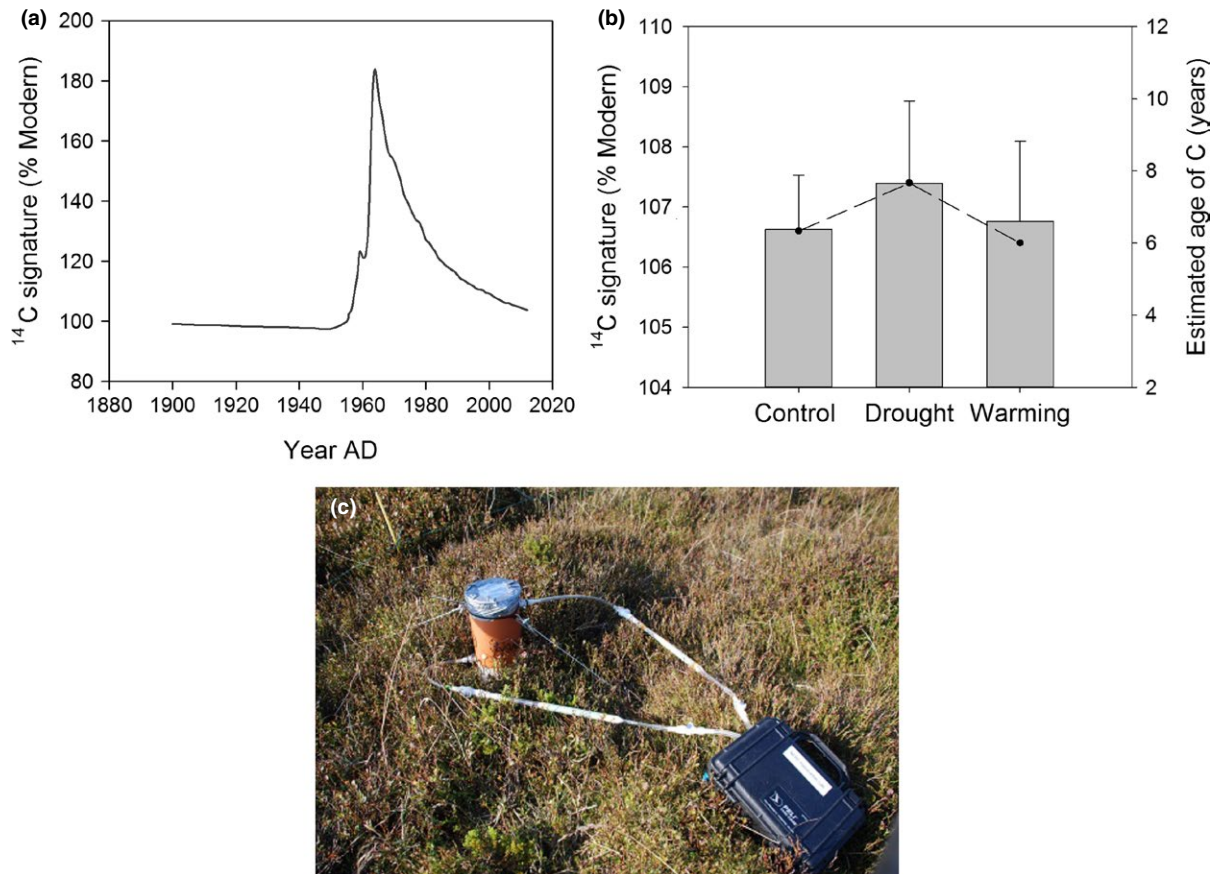 (a)
200
180
160
140
120
100
80
¹⁴C signature (% Modern)
1880 1900 1920 1940 1960 1980 2000 2020
Year AD
(b)
110
109
108
107
106
105
104
¹⁴C signature (% Modern)
12
10
8
6
4
2
Estimated age of C (years)
Control Drought Warming
(c)